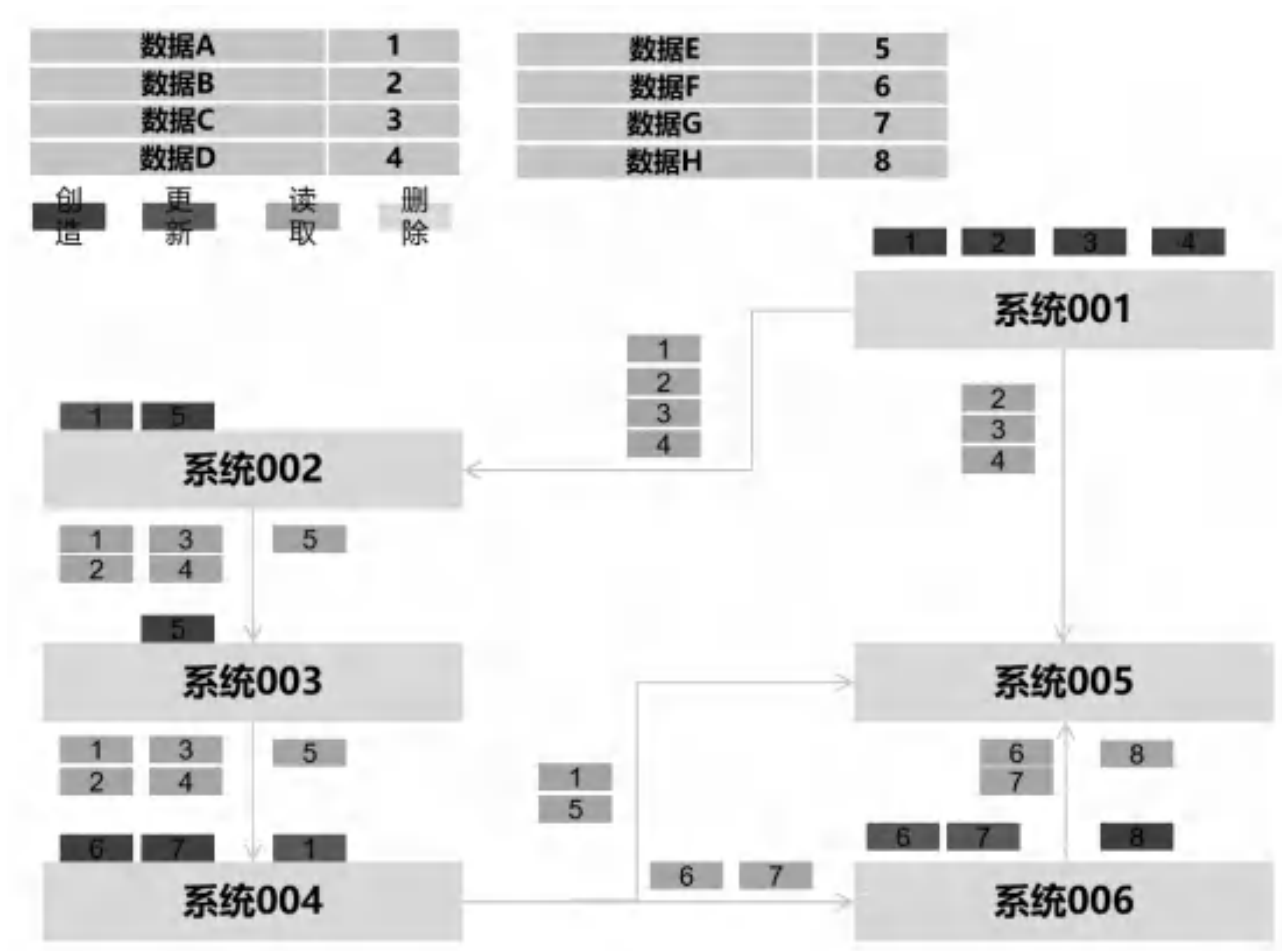 数据A 1
数据B 2
数据C 3
数据D 4
数据E 5
数据F 6
数据G 7
数据H 8
创造 更新 读取 删除
1 2 3 4
系统001
1
2
3
4
2
3
4
1 5
系统002
1 3 5
2 4
5
系统003
系统005
1 3 5
2 4
6 8
7
1
5
6 7 1
6 7
6 7 8
系统004
系统006